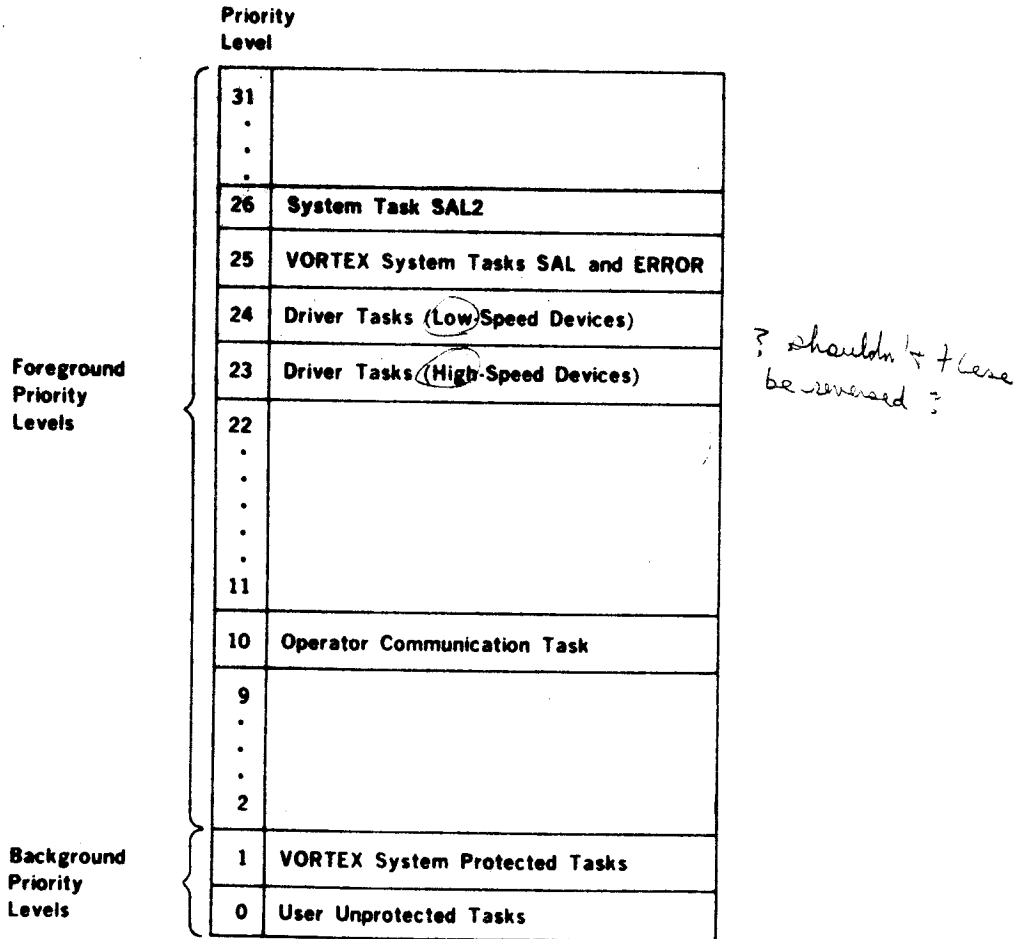 Priority
Level
31
.
.
.
26 System Task SAL2
25 VORTEX System Tasks SAL and ERROR
24 Driver Tasks (Low-Speed Devices)
23 Driver Tasks (High-Speed Devices)
? shouldn't these
be reversed ?
Foreground
Priority
Levels
22
.
.
.
.
.
11
10 Operator Communication Task
9
.
.
.
.
2
Background
Priority
Levels
1 VORTEX System Protected Tasks
0 User Unprotected Tasks